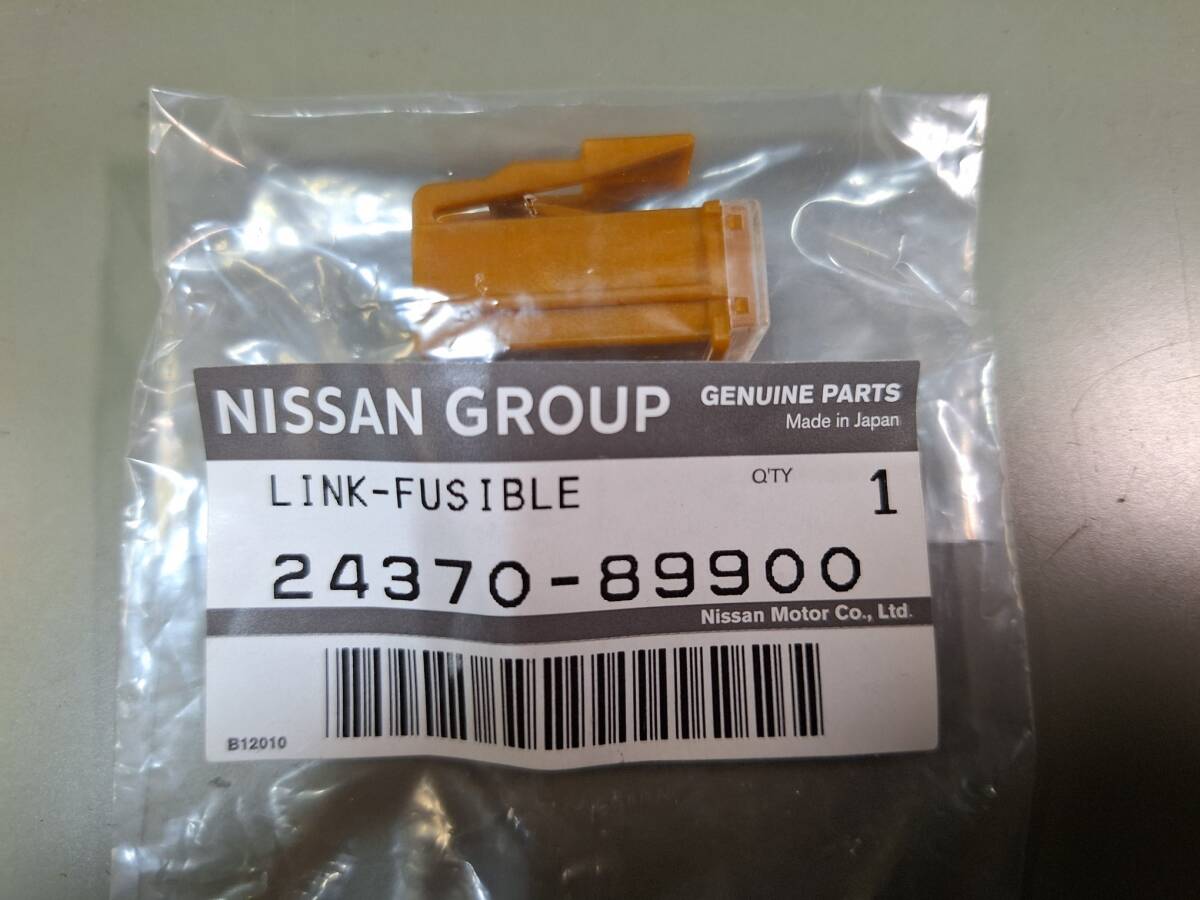 NISSAN GROUP
GENUINE PARTS
Made in Japan
LINK-FUSIBLE
Q'TY 1
24370-89900
Nissan Motor Co., Ltd.
B12010